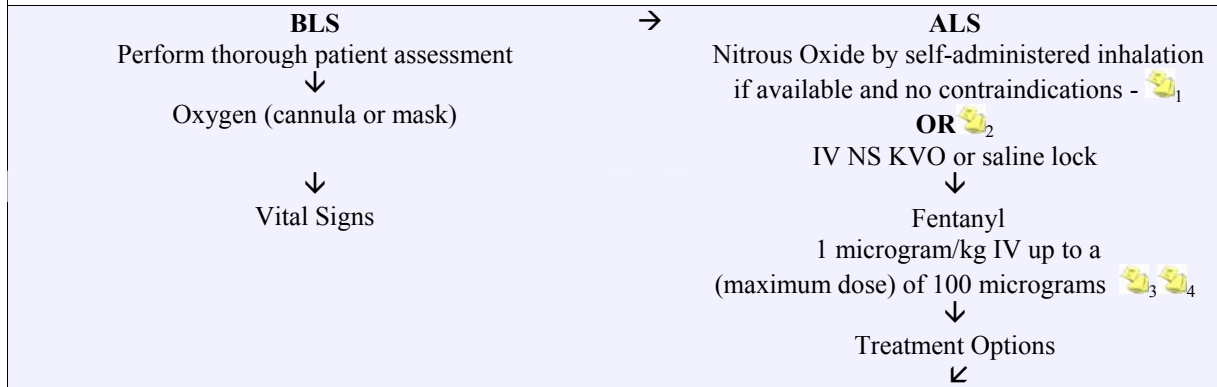 BLS
Perform thorough patient assessment
↓
Oxygen (cannula or mask)
↓
Vital Signs
→
ALS
Nitrous Oxide by self-administered inhalation
if available and no contraindications - 1
OR 2
IV NS KVO or saline lock
↓
Fentanyl
1 microgram/kg IV up to a
(maximum dose) of 100 micrograms 3 4
↓
Treatment Options
↙